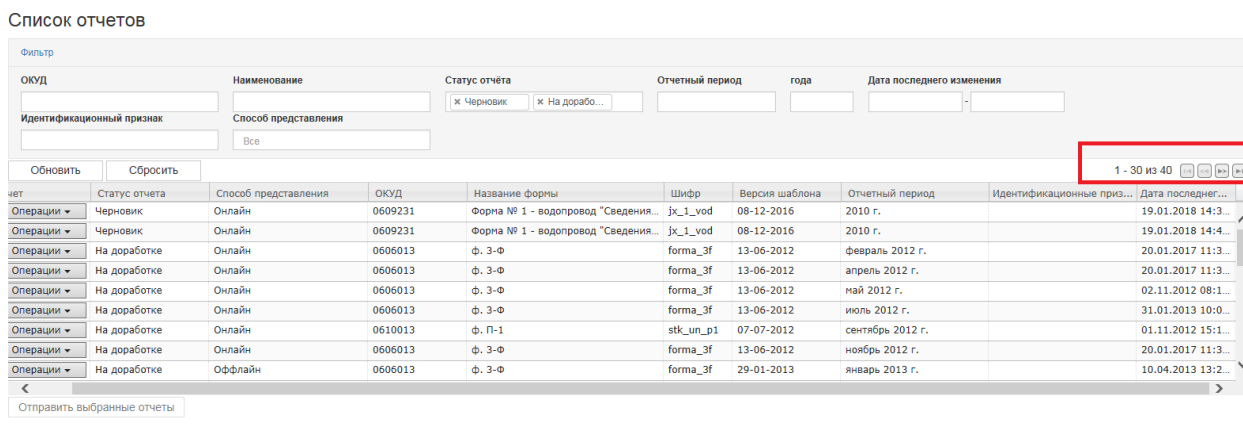 Список отчетов
Фильтр
ОКУД Наименование Статус отчёта Отчетный период года Дата последнего изменения
× Черновик × На дорабо... -
Идентификационный признак Способ представления
Все
Обновить Сбросить 1 - 30 из 40
чет Статус отчета Способ представления ОКУД Название формы Шифр Версия шаблона Отчетный период Идентификационные приз... Дата последнег...
Операции Черновик Онлайн 0609231 Форма № 1 - водопровод "Сведения... jx_1_vod 08-12-2016 2010 г. 19.01.2018 14:3...
Операции Черновик Онлайн 0609231 Форма № 1 - водопровод "Сведения... jx_1_vod 08-12-2016 2010 г. 19.01.2018 14:4...
Операции На доработке Онлайн 0606013 ф. 3-Ф forma_3f 13-06-2012 февраль 2012 г. 20.01.2017 11:3...
Операции На доработке Онлайн 0606013 ф. 3-Ф forma_3f 13-06-2012 апрель 2012 г. 20.01.2017 11:3...
Операции На доработке Онлайн 0606013 ф. 3-Ф forma_3f 13-06-2012 май 2012 г. 02.11.2012 08:1...
Операции На доработке Онлайн 0606013 ф. 3-Ф forma_3f 13-06-2012 июль 2012 г. 31.01.2013 10:0...
Операции На доработке Онлайн 0610013 ф. П-1 stk_un_p1 07-07-2012 сентябрь 2012 г. 01.11.2012 15:1...
Операции На доработке Онлайн 0606013 ф. 3-Ф forma_3f 13-06-2012 ноябрь 2012 г. 20.01.2017 11:3...
Операции На доработке Оффлайн 0606013 ф. 3-Ф forma_3f 29-01-2013 январь 2013 г. 10.04.2013 13:2...
Отправить выбранные отчеты